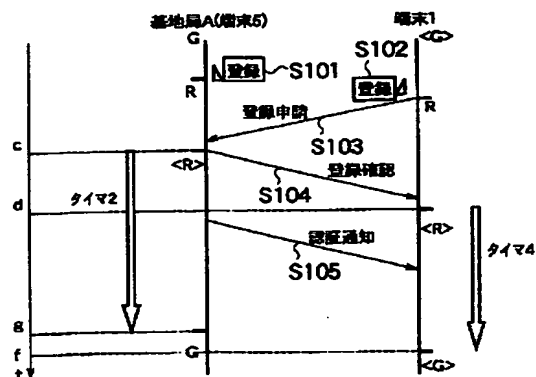 基地局A(端末5)
端末1
G
<G>
登録
S101
S102
登録
R
R
登録申請
S103
c
<R>
登録確認
S104
タイマ2
d
<R>
認証通知
タイマ4
S105
g
G
f
<G>
t